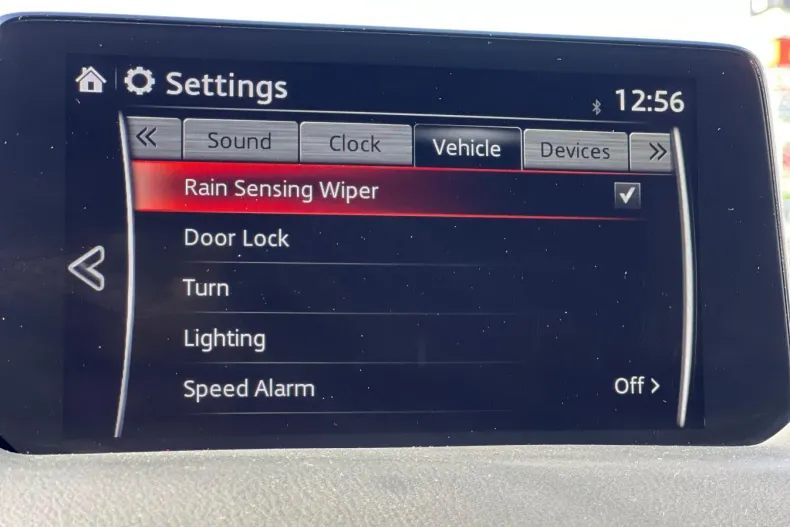 Settings
12:56
Sound Clock Vehicle Devices
Rain Sensing Wiper
Door Lock
Turn
Lighting
Speed Alarm Off